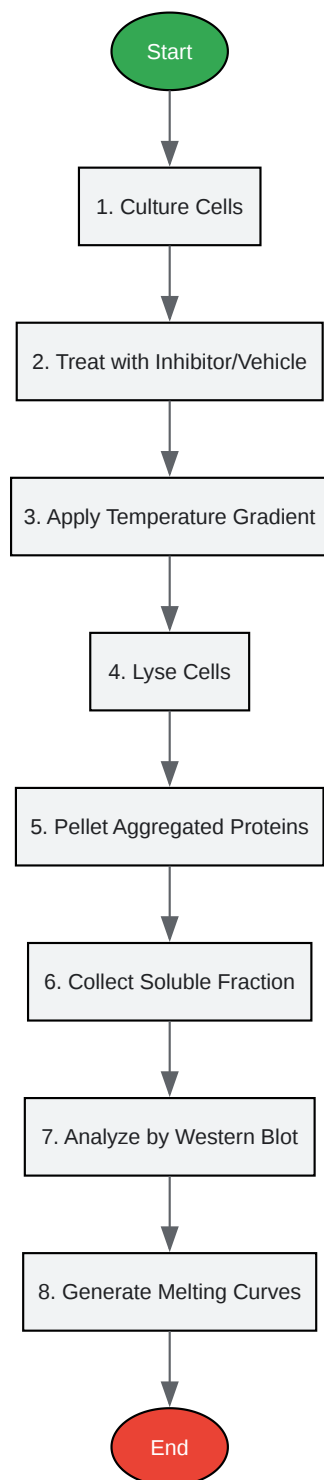 Start
1. Culture Cells
2. Treat with Inhibitor/Vehicle
3. Apply Temperature Gradient
4. Lyse Cells
5. Pellet Aggregated Proteins
6. Collect Soluble Fraction
7. Analyze by Western Blot
8. Generate Melting Curves
End